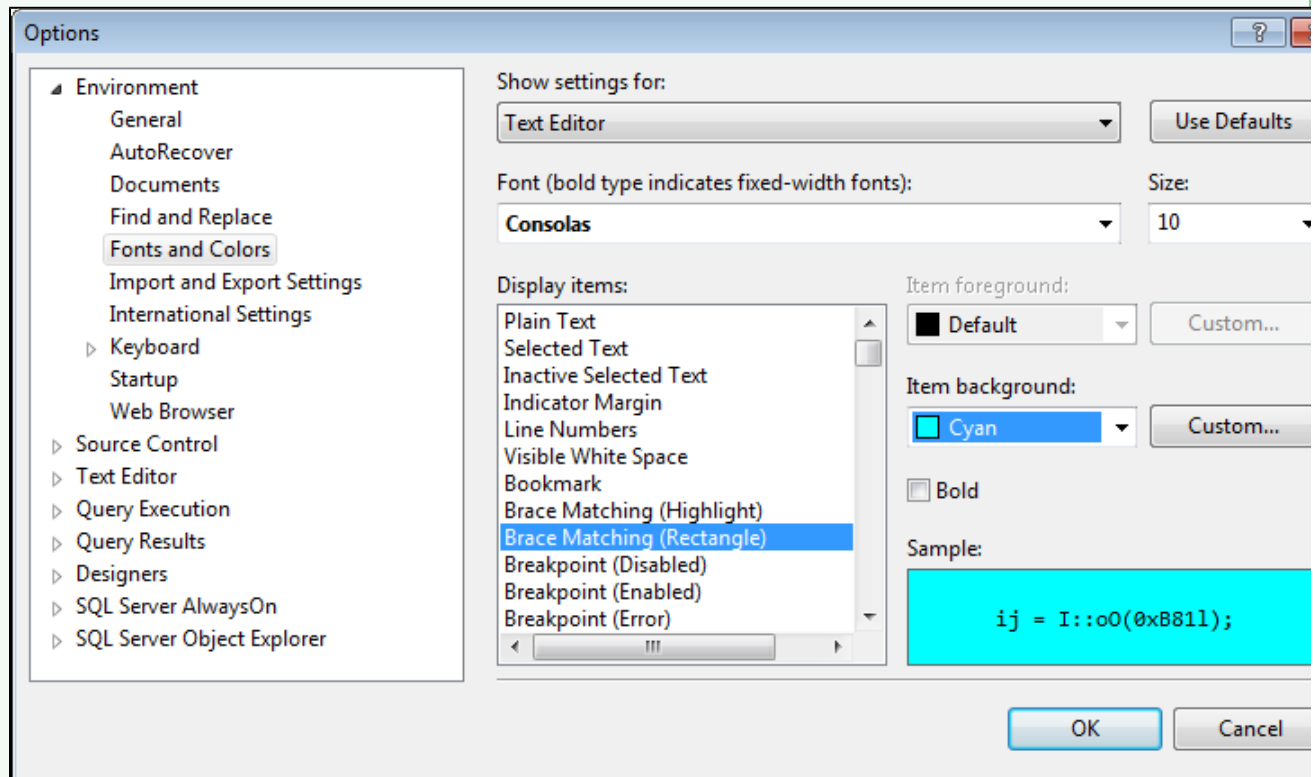 Options
Environment
General
AutoRecover
Documents
Find and Replace
Fonts and Colors
Import and Export Settings
International Settings
Keyboard
Startup
Web Browser
Source Control
Text Editor
Query Execution
Query Results
Designers
SQL Server AlwaysOn
SQL Server Object Explorer
Show settings for:
Text Editor
Use Defaults
Font (bold type indicates fixed-width fonts):
Size:
Consolas
10
Display items:
Plain Text
Selected Text
Inactive Selected Text
Indicator Margin
Line Numbers
Visible White Space
Bookmark
Brace Matching (Highlight)
Brace Matching (Rectangle)
Breakpoint (Disabled)
Breakpoint (Enabled)
Breakpoint (Error)
Item foreground:
Default
Custom...
Item background:
Cyan
Custom...
Bold
Sample:
ij = I::oO(0xB81l);
OK
Cancel